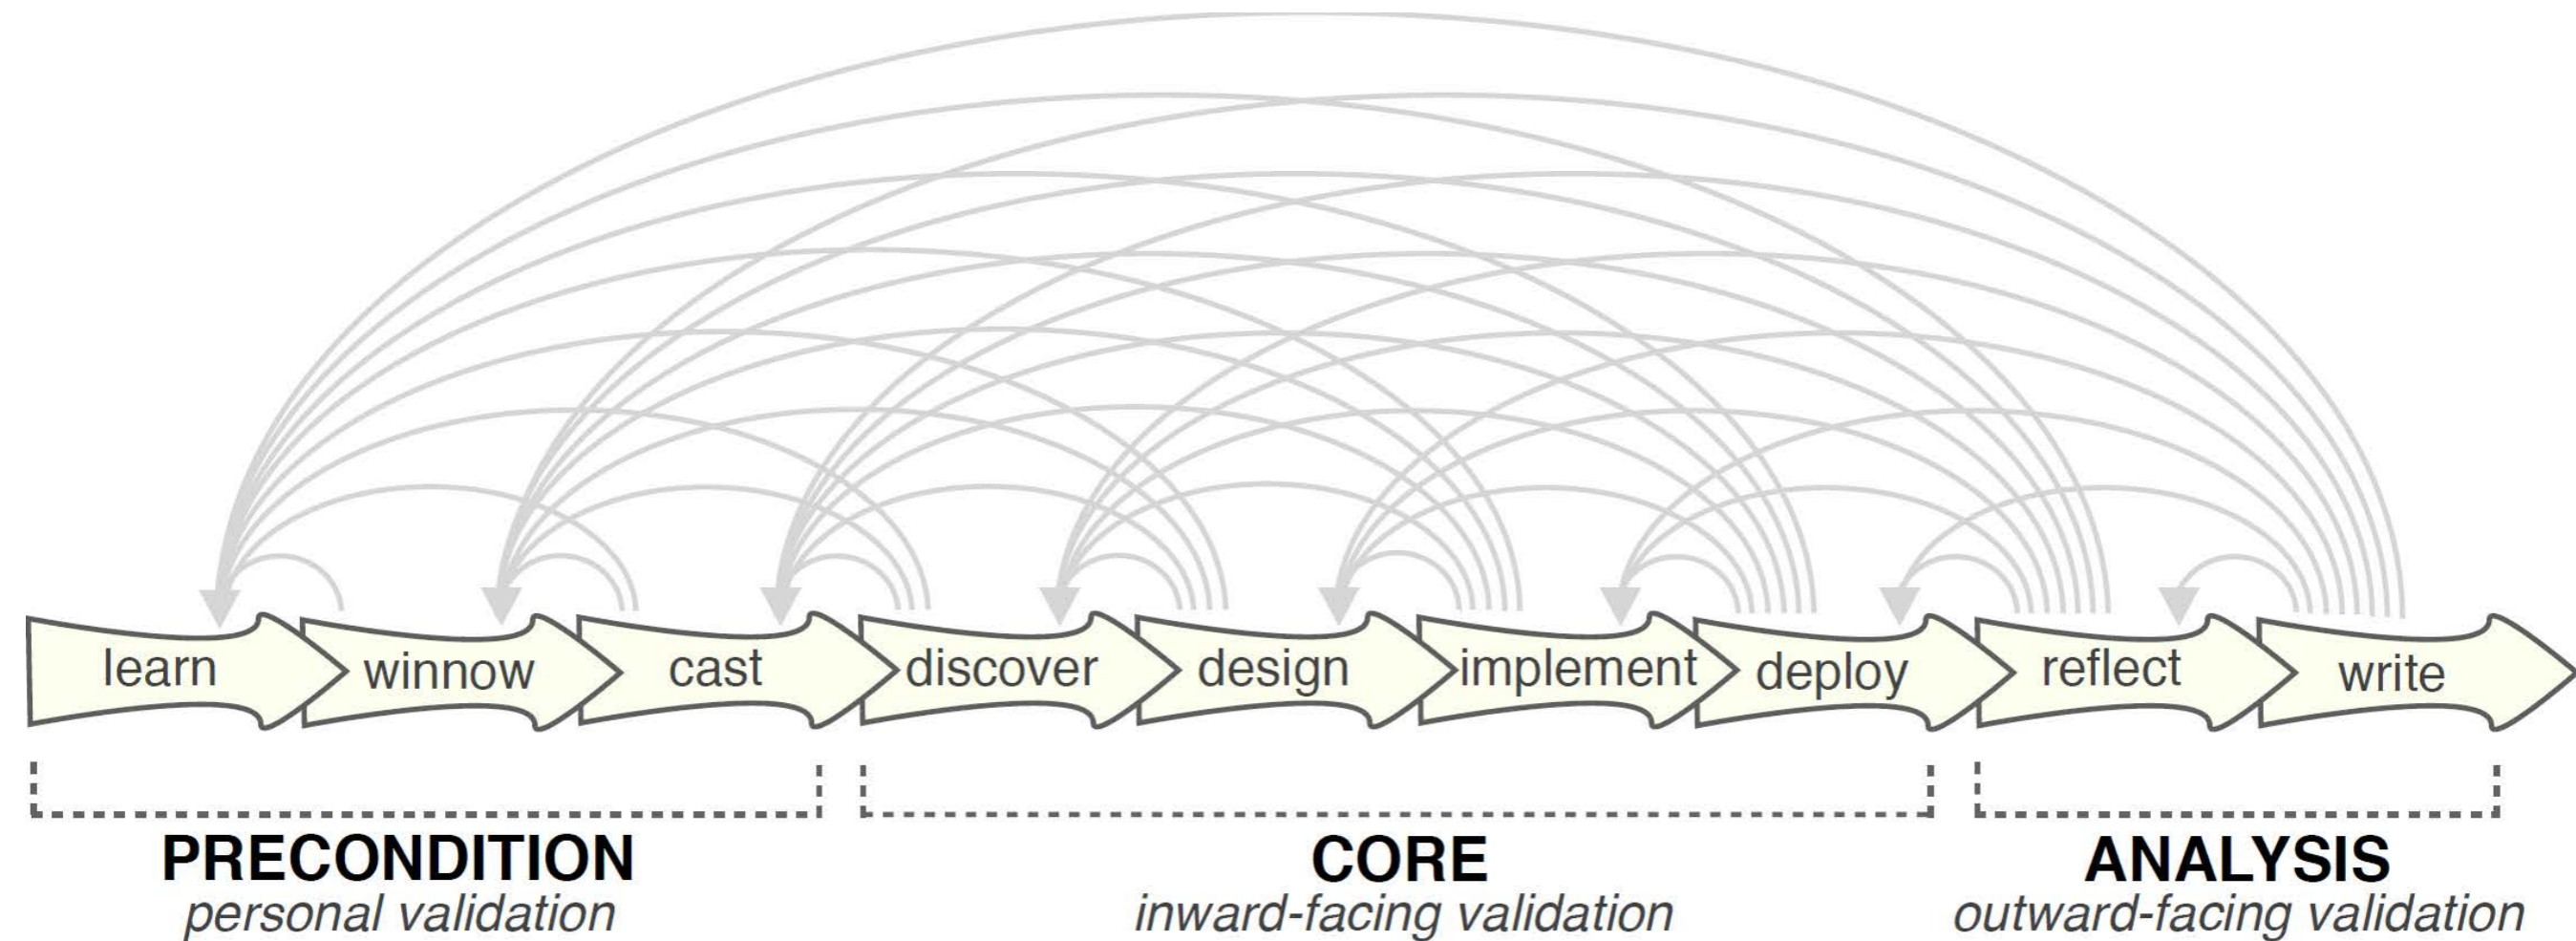 learn winnow cast discover design implement deploy reflect write
PRECONDITION CORE ANALYSIS
personal validation inward-facing validation outward-facing validation